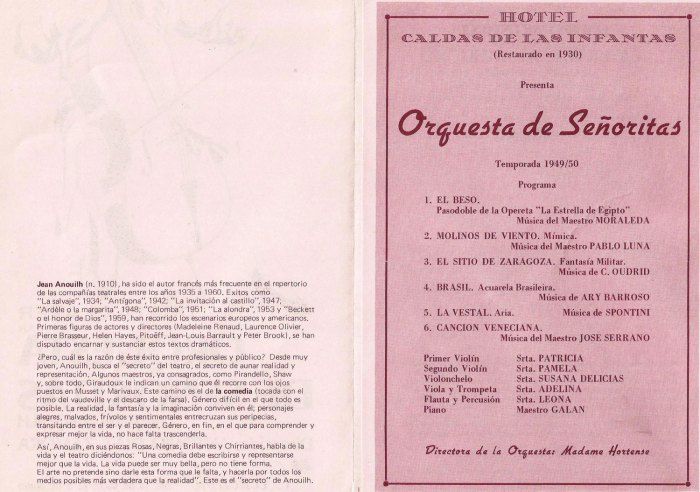 Jean Anouilh (n. 1910), ha sido el autor francés más frecuente en el repertorio
de las compañías teatrales entre los años 1935 a 1960. Exitos como
"La salvaje", 1934; "Antígona", 1942; "La invitación al castillo", 1947;
"Ardèle o la margarita", 1948; "Colomba", 1951; "La alondra", 1953 y "Beckett
o el honor de Dios", 1959, han recorrido los escenarios europeos y americanos.
Primeras figuras de actores y directores (Madeleine Renaud, Laurence Olivier,
Pierre Brasseur, Helen Hayes, Pitoëff, Jean-Louis Barrault y Peter Brook), se han
disputado encarnar y sustanciar estos textos dramáticos.
¿Pero, cuál es la razón de éste éxito entre profesionales y público? Desde muy
joven, Anouilh, busca el "secreto" del teatro, el secreto de aunar realidad y
representación, Algunos maestros, ya consagrados, como Pirandello, Shaw
y, sobre todo, Giraudoux le indican un camino que él recorre con los ojos
puestos en Musset y Marivaux. Este camino es el de la comedia (tocada con el
ritmo del vaudeville y el descaro de la farsa). Género difícil en el que todo es
posible. La realidad, la fantasía y la imaginación conviven en él; personajes
alegres, malvados, frívolos y sentimentales entrecruzan sus peripecias,
transitando entre el ser y el parecer. Género, en fin, en el que para comprender y
expresar mejor la vida, no hace falta trascenderla.
Así, Anouilh, en sus piezas Rosas, Negras, Brillantes y Chirriantes, habla de la
vida y el teatro diciéndonos: "Una comedia debe escribirse y representarse
mejor que la vida. La vida puede ser muy bella, pero no tiene forma.
El arte no pretende sino darle esta forma que le falta, y hacerla por todos los
medios posibles más verdadera que la realidad". Este es el "secreto" de Anouilh.
HOTEL
CALDAS DE LAS INFANTAS
(Restaurado en 1930)
Presenta
Orquesta de Señoritas
Temporada 1949/50
Programa
1. EL BESO.
Pasodoble de la Opereta "La Estrella de Egipto"
Música del Maestro MORALEDA
2. MOLINOS DE VIENTO. Mímica.
Música del Maestro PABLO LUNA
3. EL SITIO DE ZARAGOZA. Fantasía Militar.
Música de C. OUDRID
4. BRASIL. Acuarela Brasileira.
Música de ARY BARROSO
5. LA VESTAL. Aria. Música de SPONTINI
6. CANCION VENECIANA.
Música del Maestro JOSE SERRANO
Primer Violín Srta. PATRICIA
Segundo Violín Srta. PAMELA
Violonchelo Srta. SUSANA DELICIAS
Viola y Trompeta Srta. ADELINA
Flauta y Percusión Srta. LEONA
Piano Maestro GALAN
Directora de la Orquesta: Madame Hortense